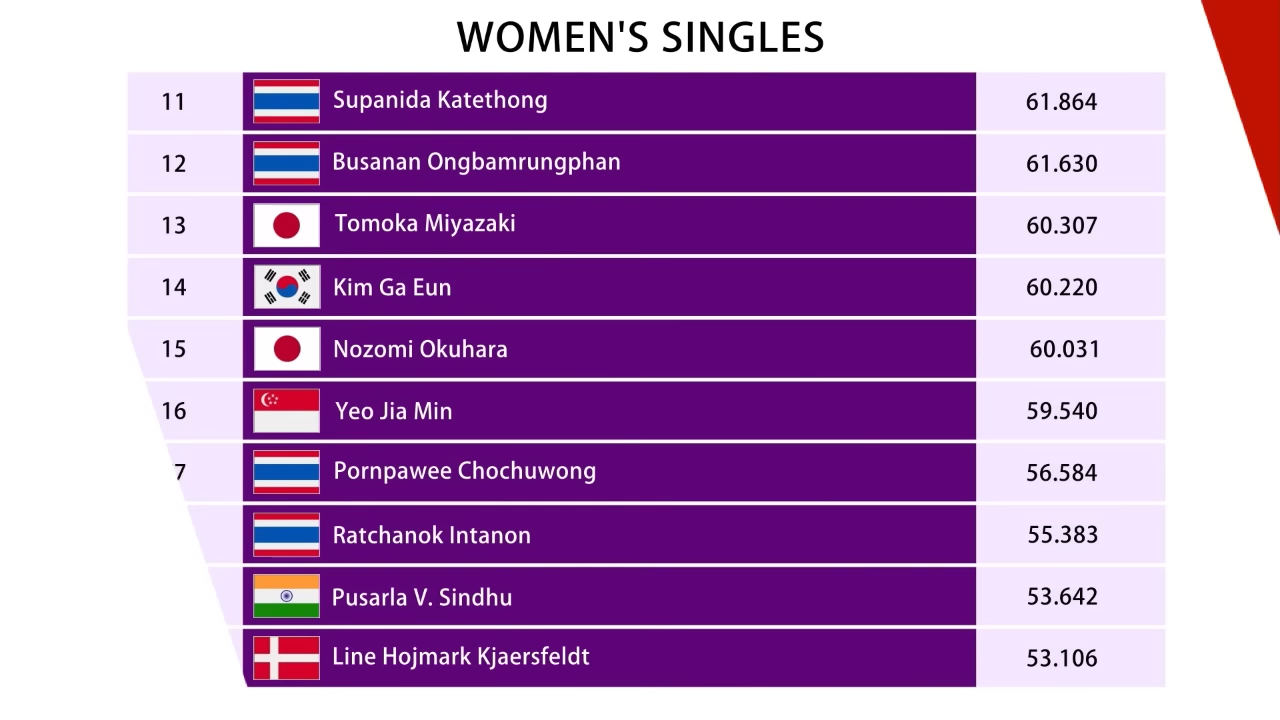 WOMEN'S SINGLES
11 Supanida Katethong 61.864
12 Busanan Ongbamrungphan 61.630
13 Tomoka Miyazaki 60.307
14 Kim Ga Eun 60.220
15 Nozomi Okuhara 60.031
16 Yeo Jia Min 59.540
7 Pornpawee Chochuwong 56.584
Ratchanok Intanon 55.383
Pusarla V. Sindhu 53.642
Line Hojmark Kjaersfeldt 53.106